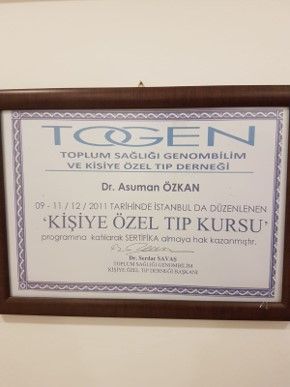 TOGEN
TOPLUM SAĞLIĞI GENOMBİLİM
VE KİŞİYE ÖZEL TIP DERNEĞİ
Dr. Asuman ÖZKAN
09 - 11 / 12 / 2011 TARİHİNDE İSTANBUL DA DÜZENLENEN
'KİŞİYE ÖZEL TIP KURSU'
programına katılarak SERTİFİKA almaya hak kazanmıştır.
Dr. Serdar SAVAŞ
TOPLUM SAĞLIĞI GENOMBİLİM
KİŞİYE ÖZEL TIP DERNEĞİ BAŞKANI